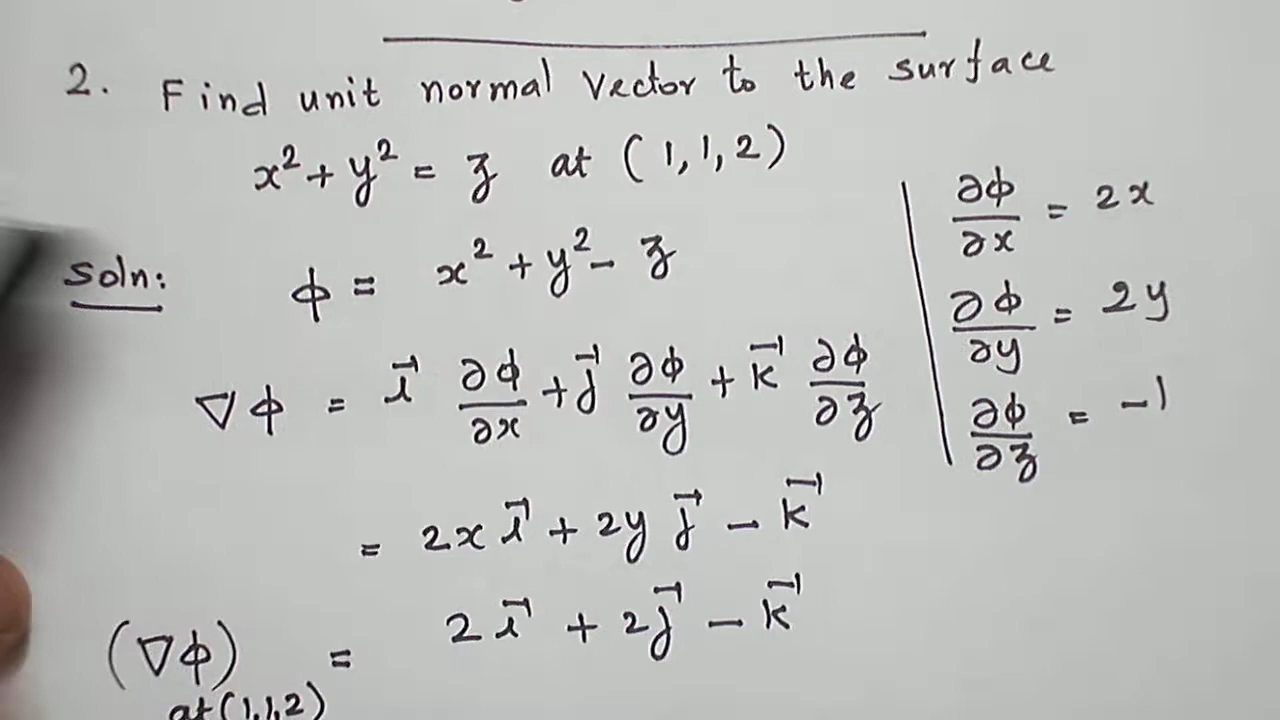 2. Find unit normal vector to the surface
x² + y² = z at (1,1,2)
Soln: φ = x² + y² - z
∇φ = i⃗ ∂φ/∂x + j⃗ ∂φ/∂y + k⃗ ∂φ/∂z
= 2x i⃗ + 2y j⃗ - k⃗
(∇φ) at (1,1,2) = 2 i⃗ + 2 j⃗ - k⃗
∂φ/∂x = 2x
∂φ/∂y = 2y
∂φ/∂z = -1